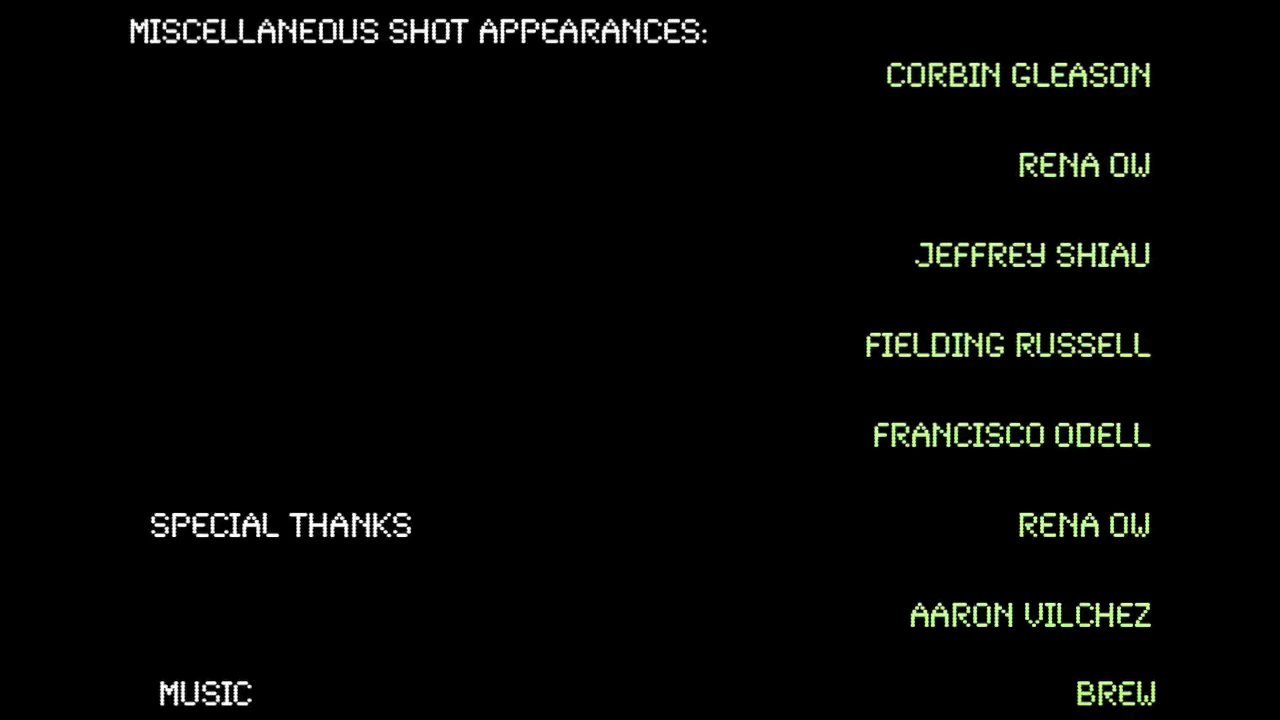 MISCELLANEOUS SHOT APPEARANCES:
CORBIN GLEASON
RENA OW
JEFFREY SHIAU
FIELDING RUSSELL
FRANCISCO ODELL
SPECIAL THANKS RENA OW
AARON VILCHEZ
MUSIC BREW